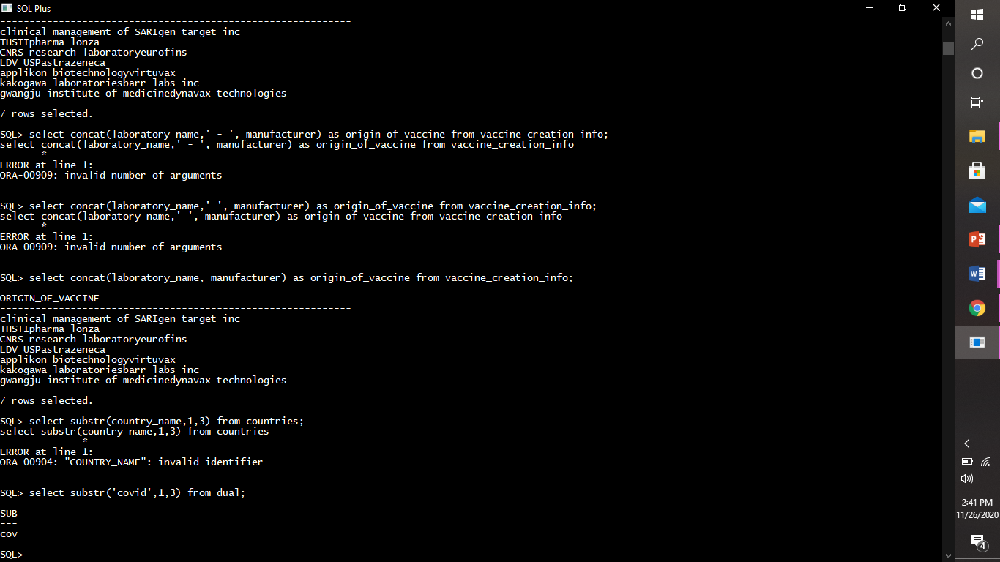 SQL Plus
------------------------------------------------------------
clinical management of SARIgen target inc
THSTIpharma lonza
CNRS research laboratoryeurofins
LDV USPastrazeneca
applikon biotechnologyvirtuvax
kakogawa laboratoriesbarr labs inc
gwangju institute of medicinedynavax technologies
7 rows selected.
SQL> select concat(laboratory_name,' - ', manufacturer) as origin_of_vaccine from vaccine_creation_info;
select concat(laboratory_name,' - ', manufacturer) as origin_of_vaccine from vaccine_creation_info
*
ERROR at line 1:
ORA-00909: invalid number of arguments
SQL> select concat(laboratory_name,' ', manufacturer) as origin_of_vaccine from vaccine_creation_info;
select concat(laboratory_name,' ', manufacturer) as origin_of_vaccine from vaccine_creation_info
*
ERROR at line 1:
ORA-00909: invalid number of arguments
SQL> select concat(laboratory_name, manufacturer) as origin_of_vaccine from vaccine_creation_info;
ORIGIN_OF_VACCINE
------------------------------------------------------------
clinical management of SARIgen target inc
THSTIpharma lonza
CNRS research laboratoryeurofins
LDV USPastrazeneca
applikon biotechnologyvirtuvax
kakogawa laboratoriesbarr labs inc
gwangju institute of medicinedynavax technologies
7 rows selected.
SQL> select substr(country_name,1,3) from countries;
select substr(country_name,1,3) from countries
*
ERROR at line 1:
ORA-00904: "COUNTRY_NAME": invalid identifier
SQL> select substr('covid',1,3) from dual;
SUB
---
cov
SQL>
2:41 PM
11/26/2020
4